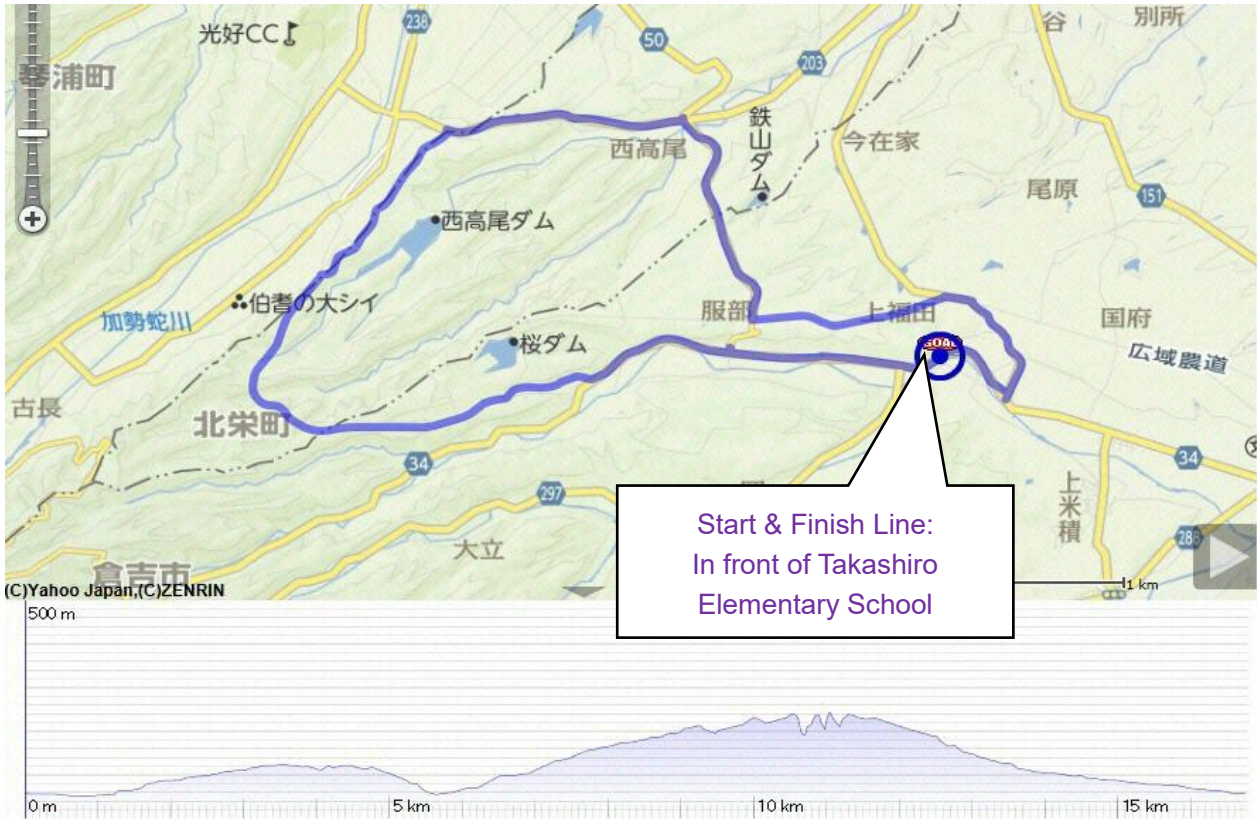 光好CC
238
50
203
谷
別所
琴浦町
鉄山ダム
西高尾
今在家
尾原
151
西高尾ダム
伯耆の大シイ
加勢蛇川
服部
上福田
国府
広域農道
桜ダム
GOAL
古長
北栄町
34
34
297
上米積
大立
288
倉吉市
Start & Finish Line:
In front of Takashiro
Elementary School
1 km
(C)Yahoo Japan,(C)ZENRIN
500 m
0 m
5 km
10 km
15 km